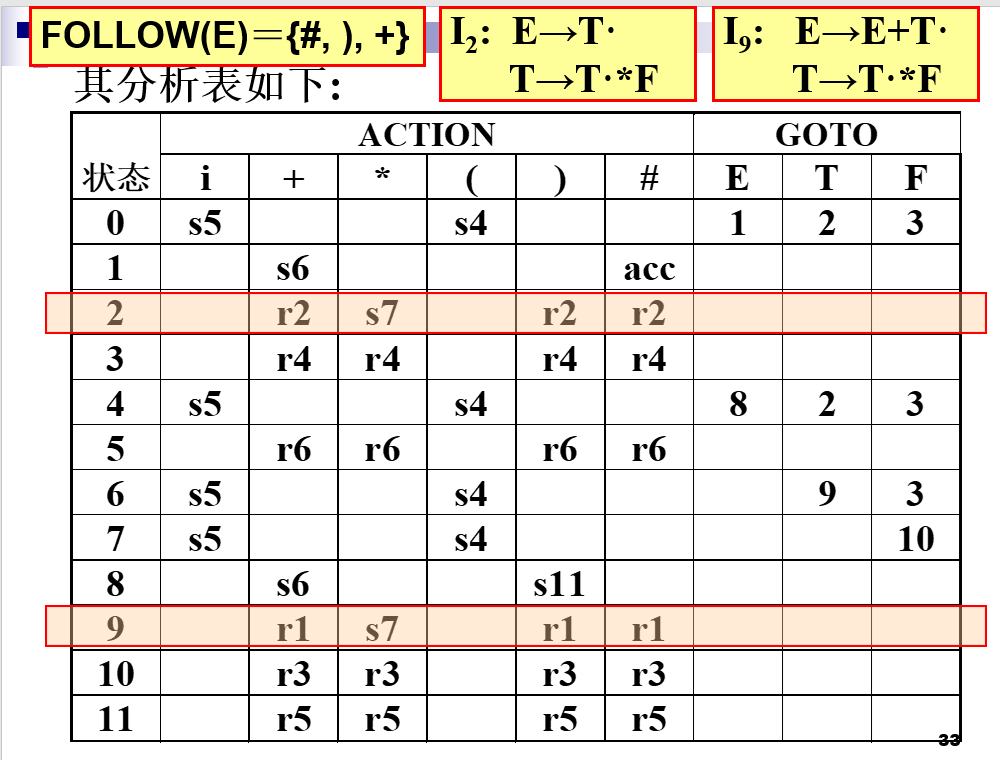 FOLLOW(E)={#, ), +}
I2: E→T·
T→T·*F
I9: E→E+T·
T→T·*F
其分析表如下:
ACTION GOTO
状态 i + * ( ) # E T F
0 s5 s4 1 2 3
1 s6 acc
2 r2 s7 r2 r2
3 r4 r4 r4 r4
4 s5 s4 8 2 3
5 r6 r6 r6 r6
6 s5 s4 9 3
7 s5 s4 10
8 s6 s11
9 r1 s7 r1 r1
10 r3 r3 r3 r3
11 r5 r5 r5 r5
33